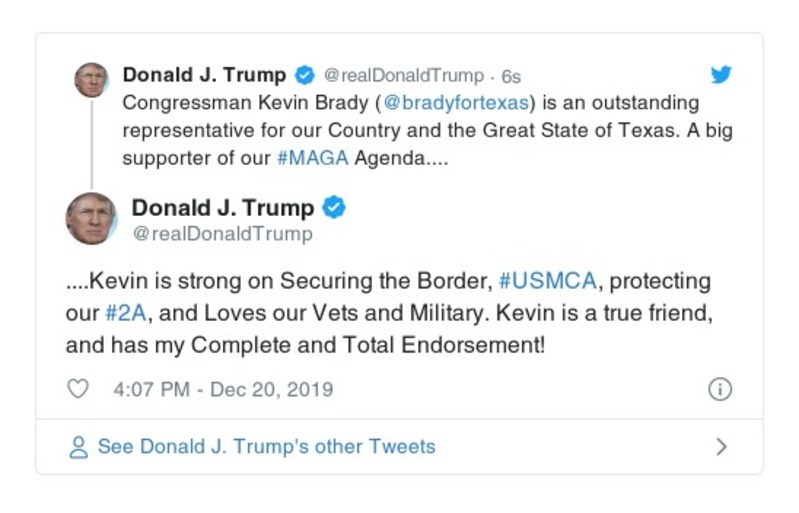 Donald J. Trump @realDonaldTrump · 6s
Congressman Kevin Brady (@bradyfortexas) is an outstanding
representative for our Country and the Great State of Texas. A big
supporter of our #MAGA Agenda....
Donald J. Trump
@realDonaldTrump
....Kevin is strong on Securing the Border, #USMCA, protecting
our #2A, and Loves our Vets and Military. Kevin is a true friend,
and has my Complete and Total Endorsement!
4:07 PM - Dec 20, 2019
See Donald J. Trump's other Tweets